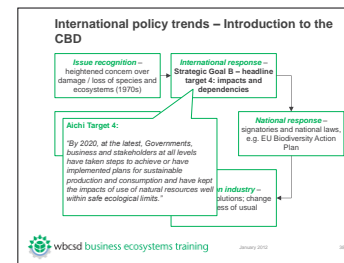 International policy trends – Introduction to the
CBD
Issue recognition –
heightened concern over
damage / loss of species and
ecosystems (1970s)
International response –
Strategic Goal B – headline
target 4: impacts and
dependencies
Aichi Target 4:
"By 2020, at the latest, Governments,
business and stakeholders at all levels
have taken steps to achieve or have
implemented plans for sustainable
production and consumption and have kept
the impacts of use of natural resources well
within safe ecological limits."
National response –
signatories and national laws,
e.g. EU Biodiversity Action
Plan
n industry –
olutions; change
ess of usual
wbcsd business ecosystems training
January 2012